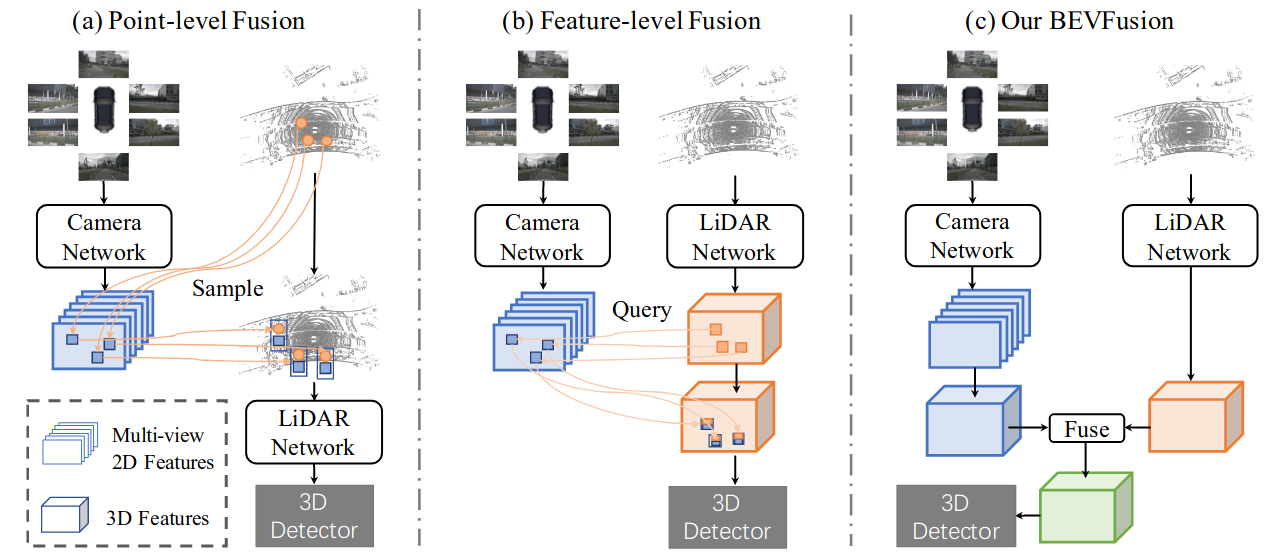 (a) Point-level Fusion
Camera
Network
Sample
LiDAR
Network
3D
Detector
Multi-view
2D Features
3D Features
(b) Feature-level Fusion
Camera
Network
LiDAR
Network
Query
3D
Detector
(c) Our BEVFusion
Camera
Network
LiDAR
Network
Fuse
3D
Detector